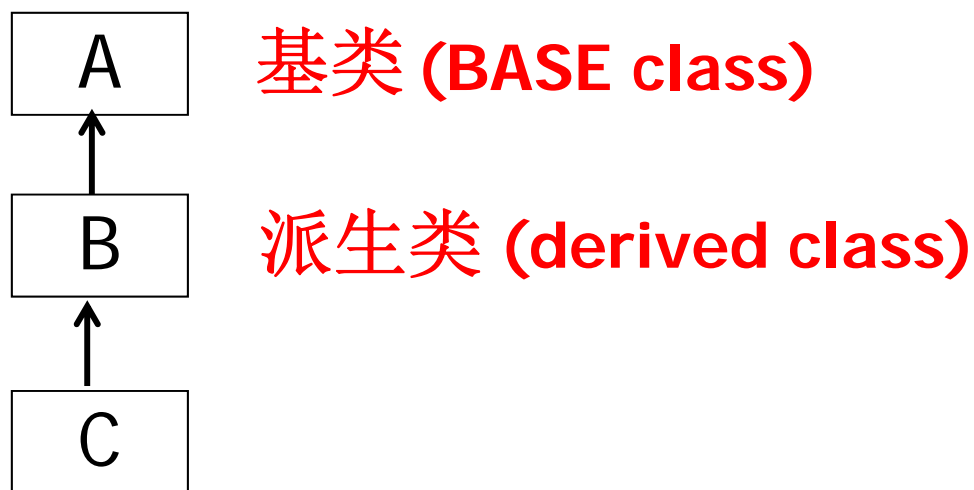 A 基类 (BASE class)
B 派生类 (derived class)
C